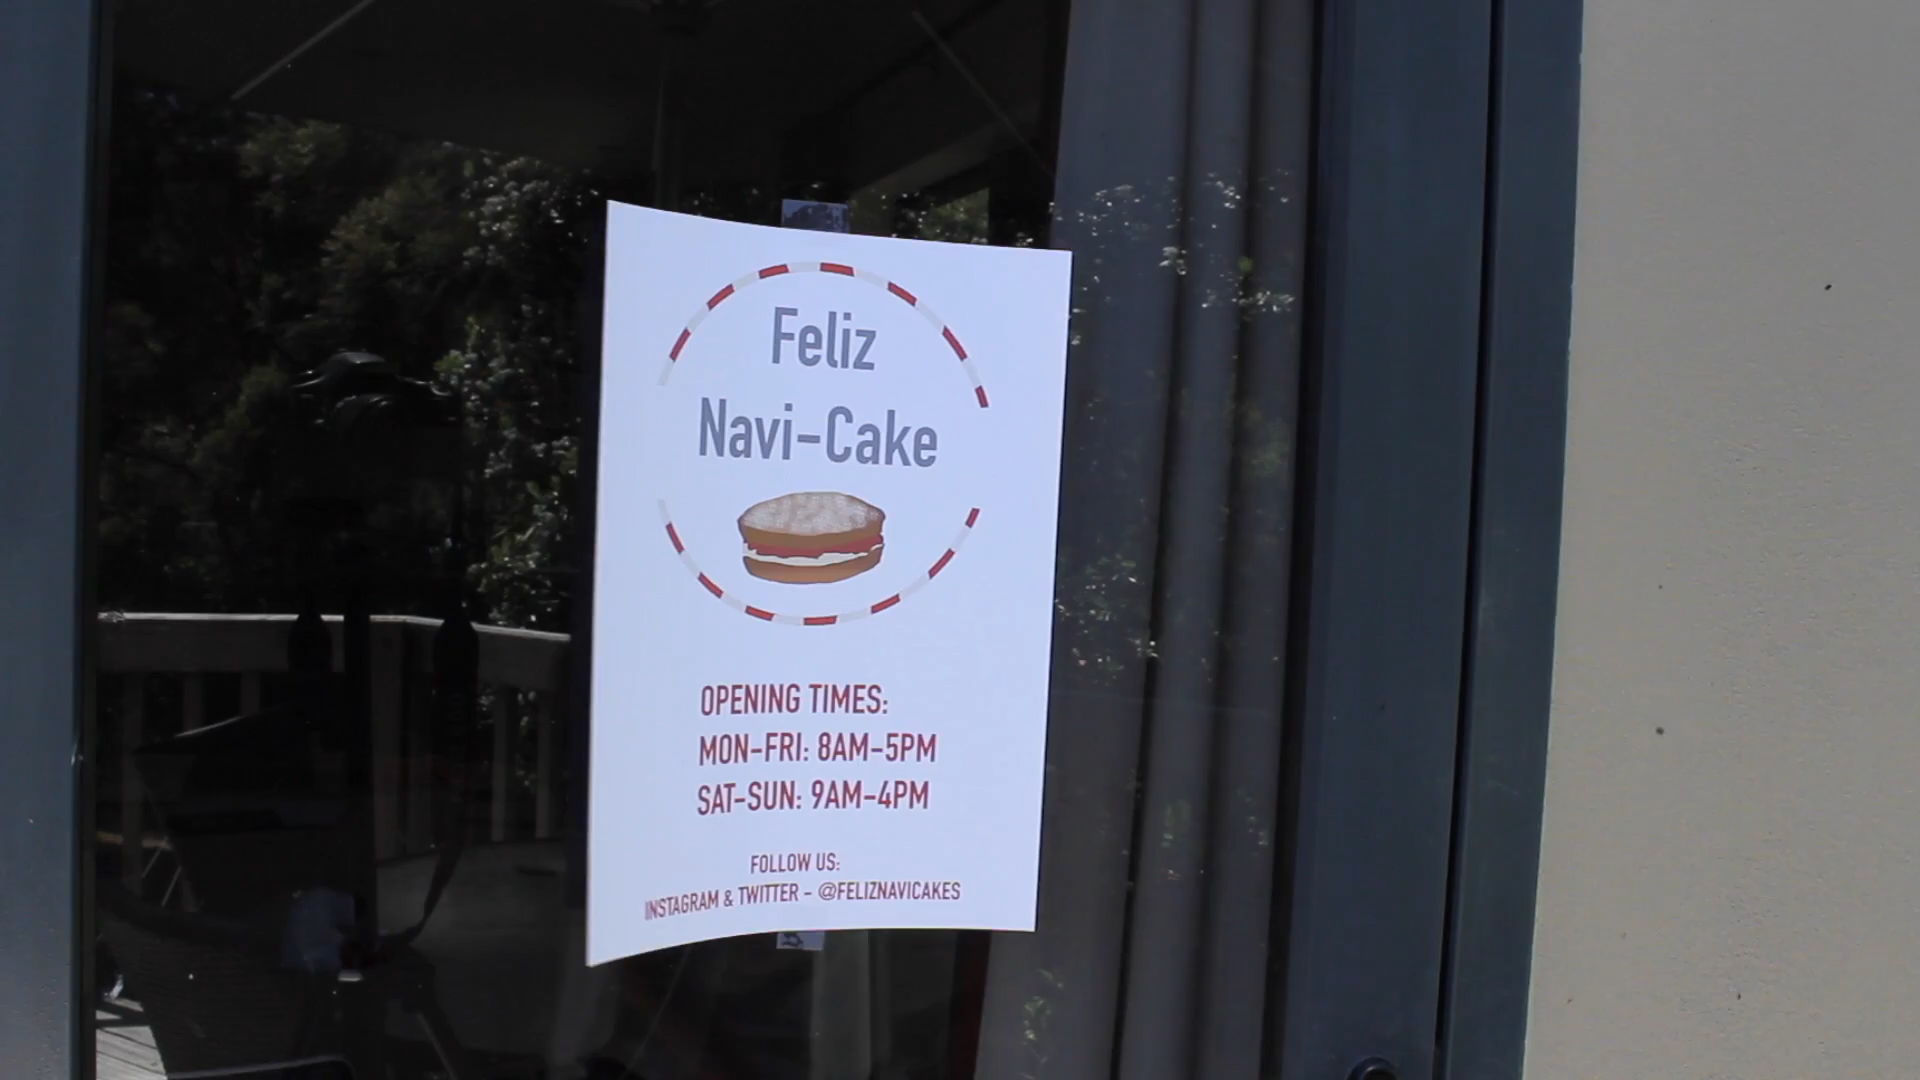 Feliz
Navi-Cake
OPENING TIMES:
MON-FRI: 8AM-5PM
SAT-SUN: 9AM-4PM
FOLLOW US:
INSTAGRAM & TWITTER - @FELIZNAVICAKES